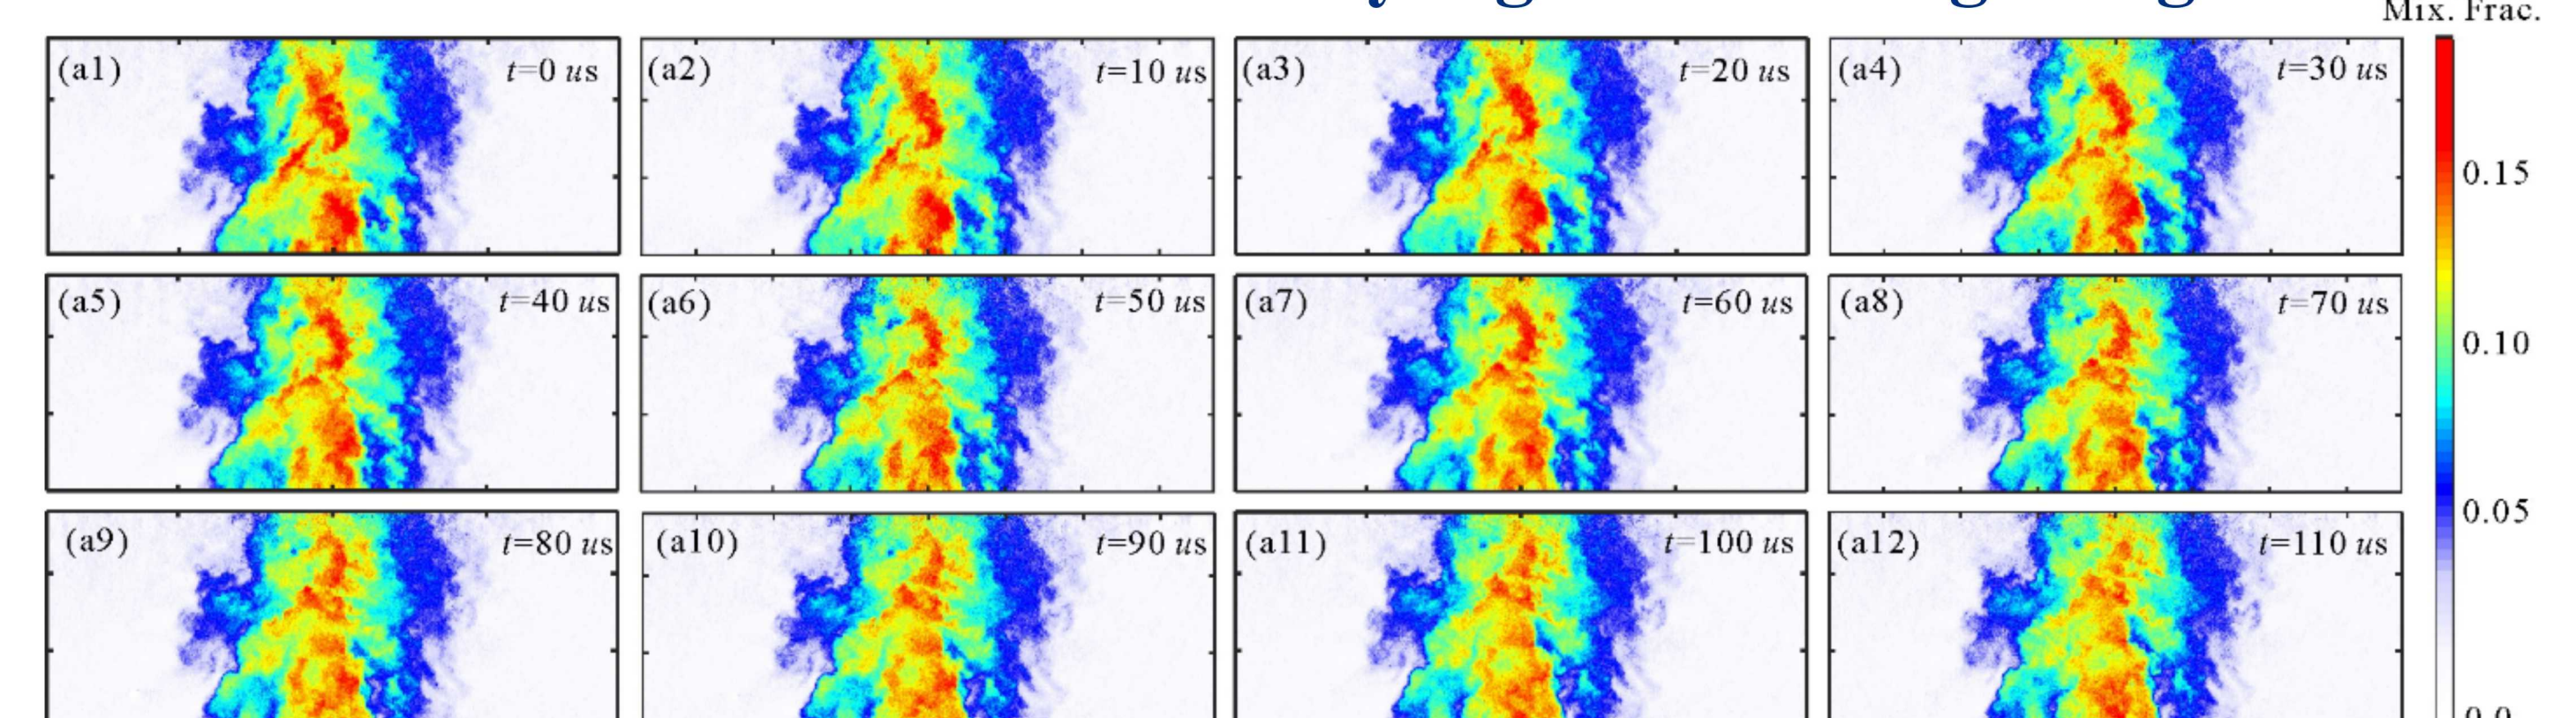 Mix. Frac.
(a1) t=0 us
(a2) t=10 us
(a3) t=20 us
(a4) t=30 us
0.15
(a5) t=40 us
(a6) t=50 us
(a7) t=60 us
(a8) t=70 us
0.10
0.05
(a9) t=80 us
(a10) t=90 us
(a11) t=100 us
(a12) t=110 us